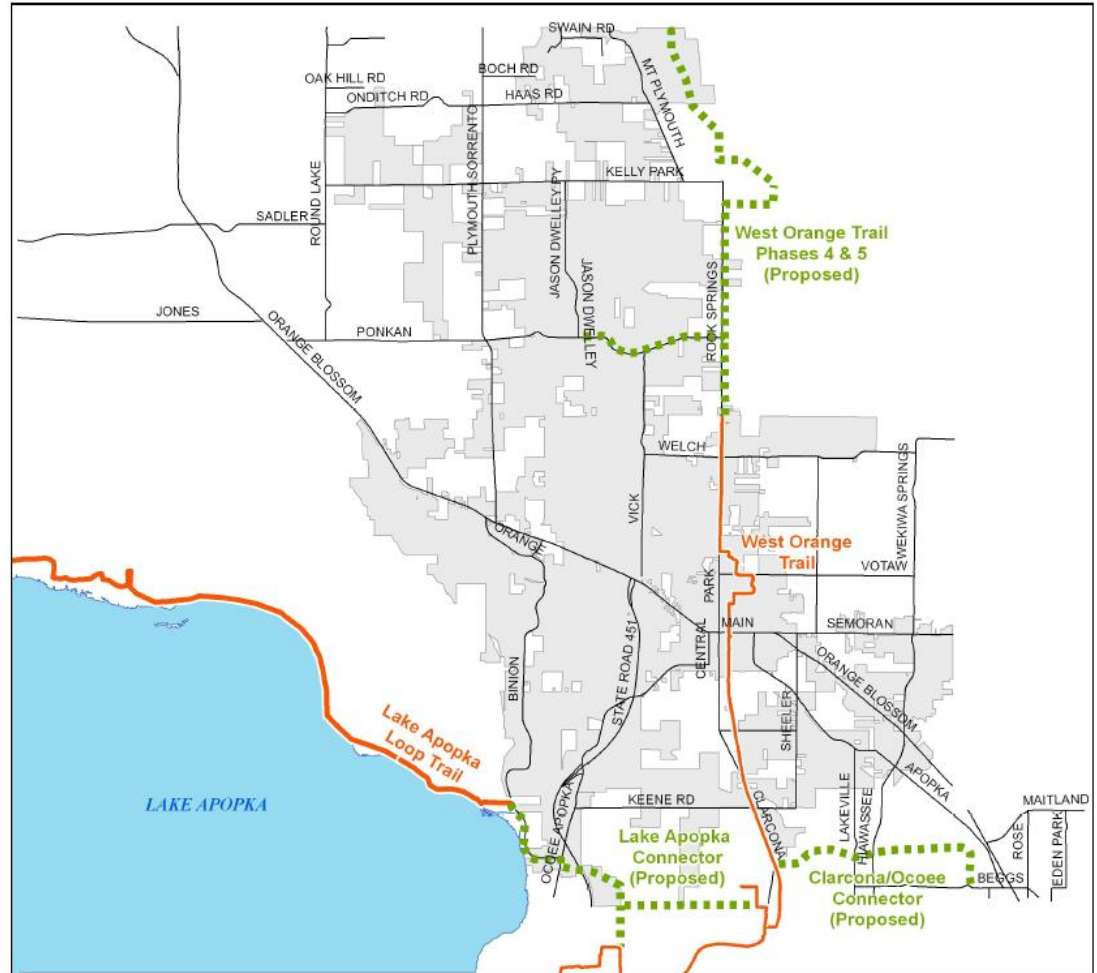 SWAIN RD
BOCH RD
OAK HILL RD
ONDITCH RD
HAAS RD
MT PLYMOUTH
KELLY PARK
ROUND LAKE
PLYMOUTH SORRENTO
JASON DWELLEY PY
SADLER
West Orange Trail
Phases 4 & 5
(Proposed)
JONES
ORANGE BLOSSOM
PONKAN
JASON DWELLEY
ROCK SPRINGS
WELCH
WEKIWA SPRINGS
VICK
ORANGE
West Orange
Trail
VOTAW
PARK
CENTRAL
MAIN
SEMORAN
STATE ROAD 451
BINION
ORANGE BLOSSOM
SHEELER
Lake Apopka
Loop Trail
APOPKA
LAKE APOPKA
KEENE RD
CLARCONA
LAKEVILLE
HIAWASSEE
MAITLAND
ROSE
EDEN PARK
OCOEE APOPKA
Lake Apopka
Connector
(Proposed)
Clarcona/Ocoee
Connector
(Proposed)
BEGGS